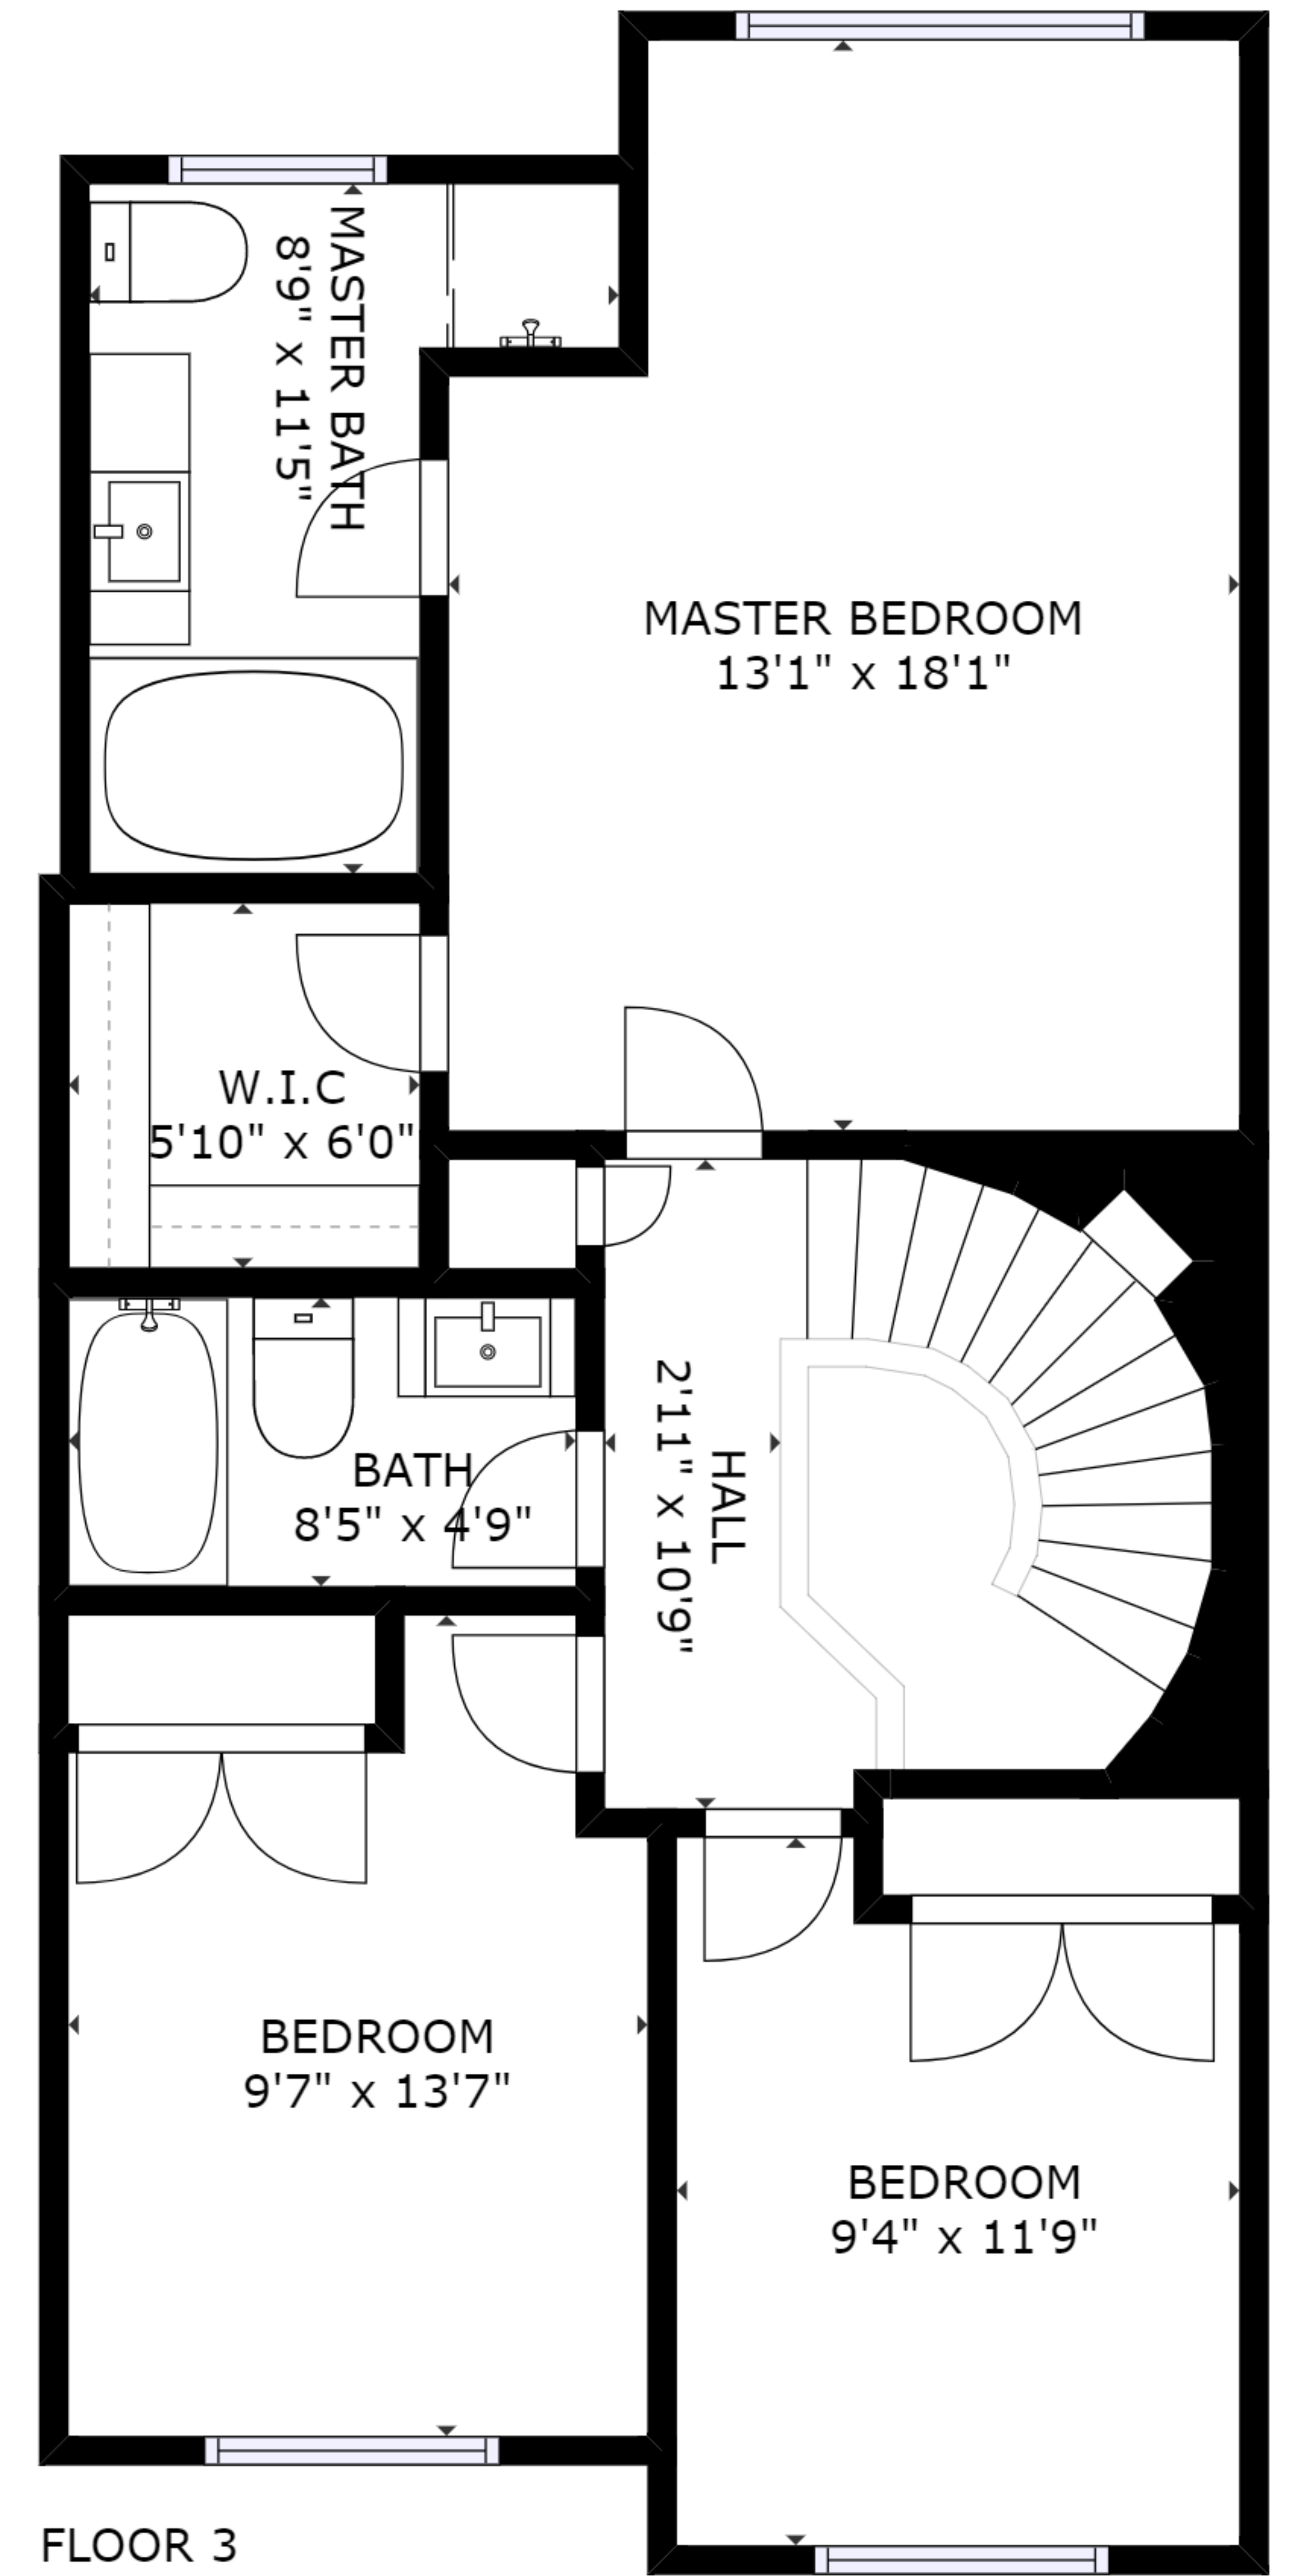 MASTER BATH
8'9" x 11'5"
MASTER BEDROOM
13'1" x 18'1"
W.I.C
5'10" x 6'0"
HALL
2'11" x 10'9"
BATH
8'5" x 4'9"
BEDROOM
9'7" x 13'7"
BEDROOM
9'4" x 11'9"
FLOOR 3